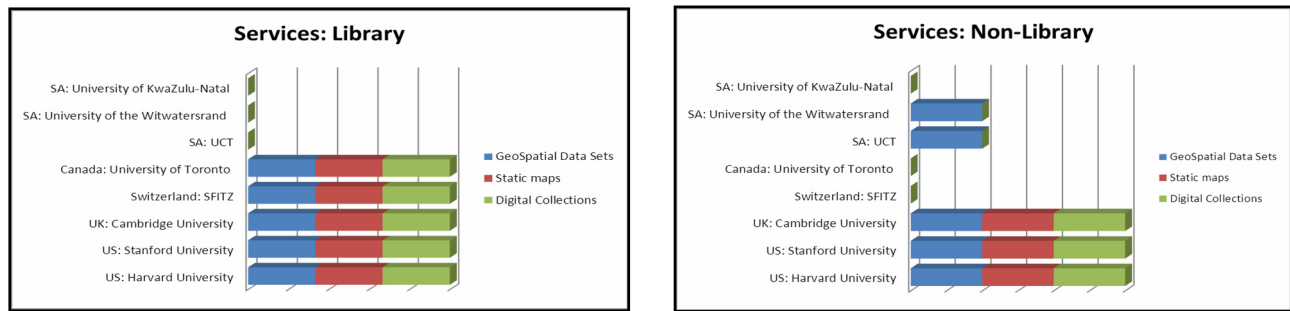 Services: Library
SA: University of KwaZulu-Natal
SA: University of the Witwatersrand
SA: UCT
Canada: University of Toronto
Switzerland: SFITZ
UK: Cambridge University
US: Stanford University
US: Harvard University
GeoSpatial Data Sets
Static maps
Digital Collections
Services: Non-Library
SA: University of KwaZulu-Natal
SA: University of the Witwatersrand
SA: UCT
Canada: University of Toronto
Switzerland: SFITZ
UK: Cambridge University
US: Stanford University
US: Harvard University
GeoSpatial Data Sets
Static maps
Digital Collections